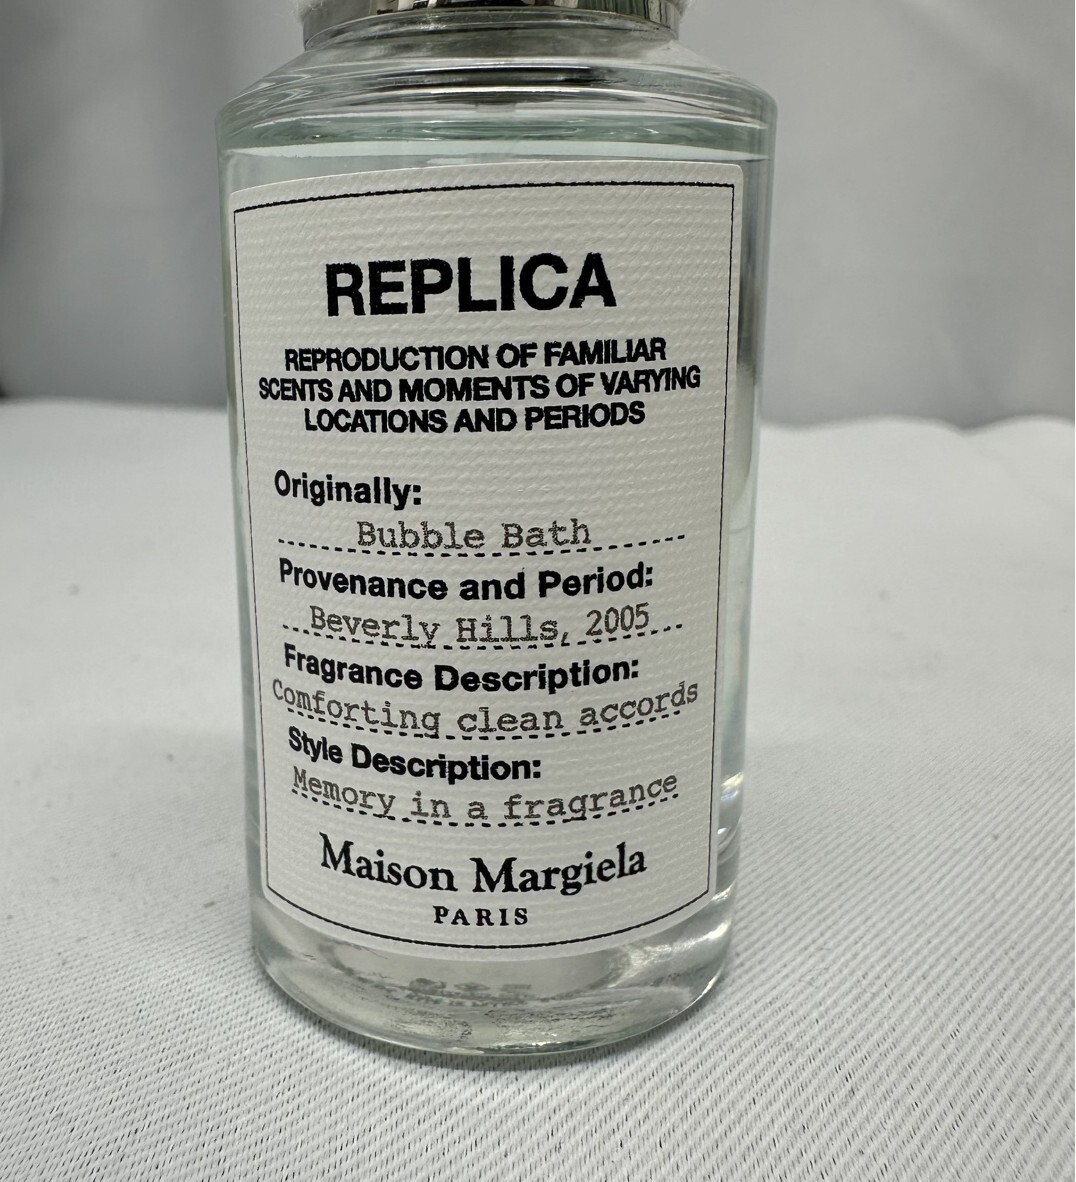 REPLICA
REPRODUCTION OF FAMILIAR
SCENTS AND MOMENTS OF VARYING
LOCATIONS AND PERIODS
Originally:
Bubble Bath
Provenance and Period:
Beverly Hills, 2005
Fragrance Description:
Comforting clean accords
Style Description:
Memory in a fragrance
Maison Margiela
PARIS